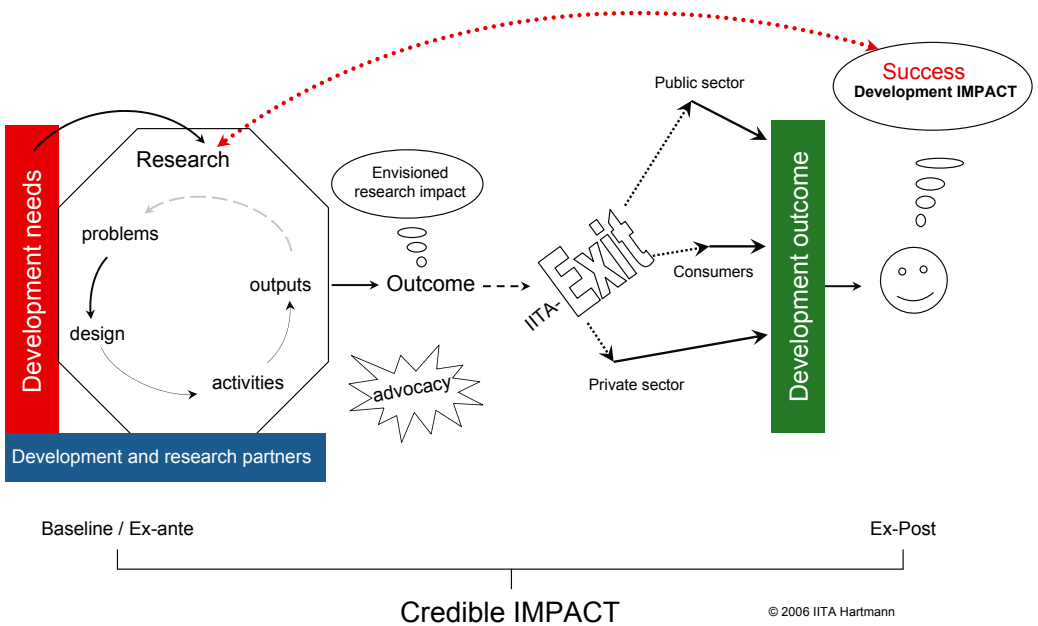 Success
Development IMPACT
Public sector
Research
Envisioned
research impact
Development needs
problems
outputs
design
activities
Outcome
advocacy
IITA-Exit
Consumers
Private sector
Development outcome
Development and research partners
Baseline / Ex-ante
Ex-Post
Credible IMPACT
© 2006 IITA Hartmann